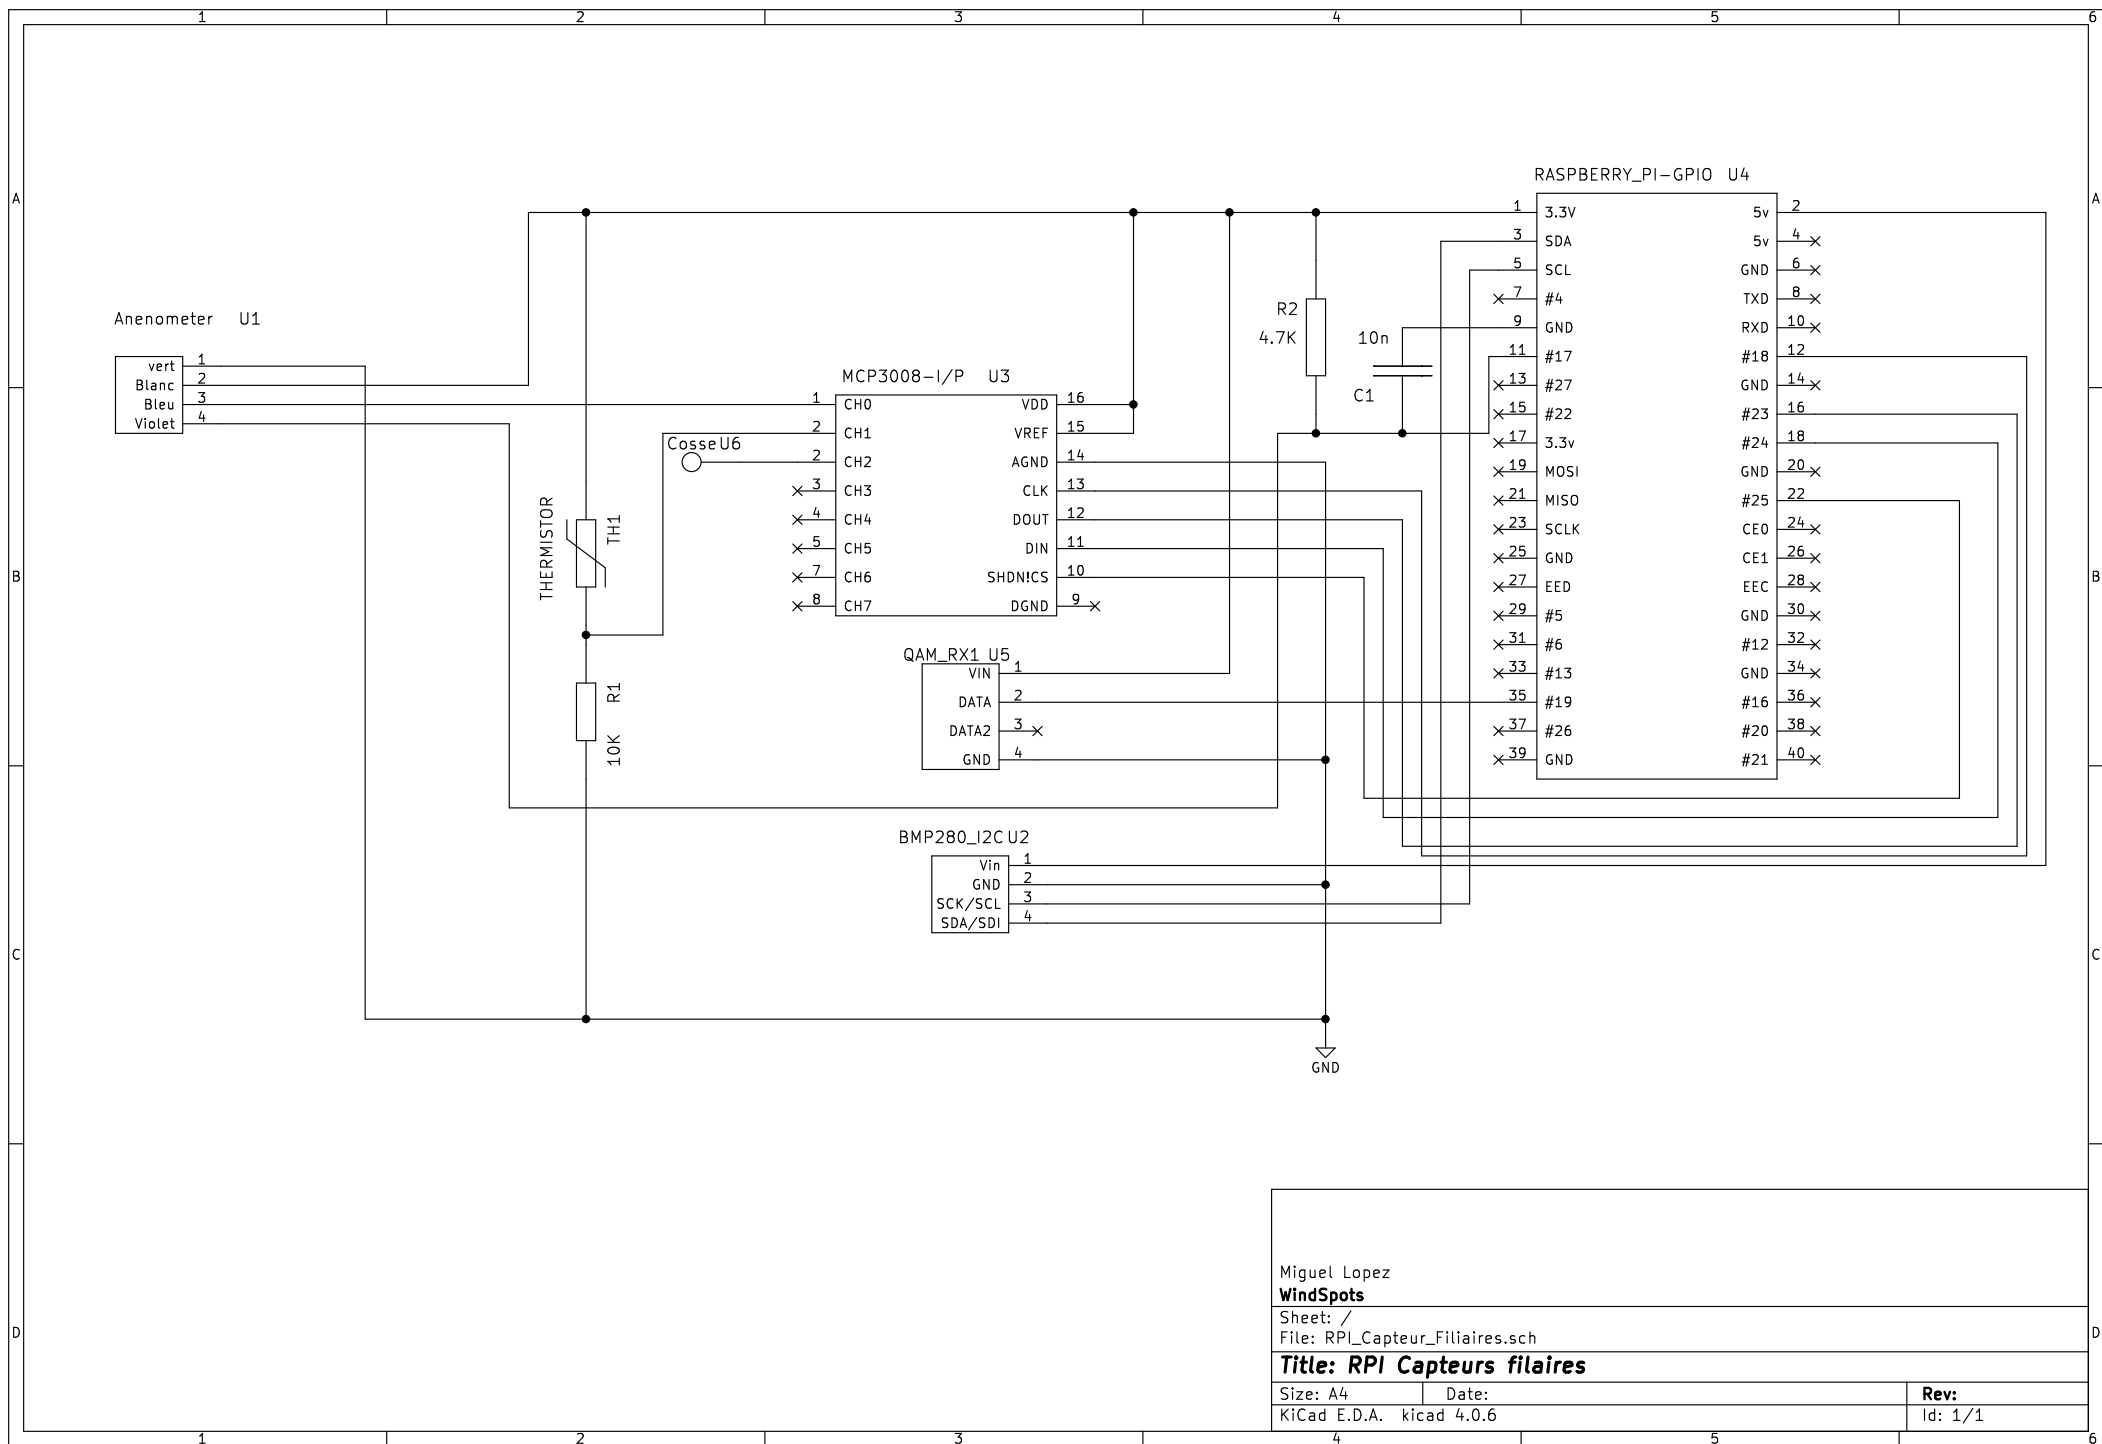 1 2 3 4 5 6
A A
B B
C C
D D
RASPBERRY_PI-GPIO U4
1 3.3V 5v 2
3 SDA 5v 4
5 SCL GND 6
7 #4 TXD 8
9 GND RXD 10
11 #17 #18 12
13 #27 GND 14
15 #22 #23 16
17 3.3v #24 18
19 MOSI GND 20
21 MISO #25 22
23 SCLK CE0 24
25 GND CE1 26
27 EED EEC 28
29 #5 GND 30
31 #6 #12 32
33 #13 GND 34
35 #19 #16 36
37 #26 #20 38
39 GND #21 40
Anenometer U1
vert 1
Blanc 2
Bleu 3
Violet 4
R2
4.7K
10n
C1
MCP3008-I/P U3
1 CH0 VDD 16
2 CH1 VREF 15
2 CH2 AGND 14
3 CH3 CLK 13
4 CH4 DOUT 12
5 CH5 DIN 11
7 CH6 SHDN!CS 10
8 CH7 DGND 9
Cosse U6
THERMISTOR
TH1
R1
10K
QAM_RX1 U5
VIN 1
DATA 2
DATA2 3
GND 4
BMP280_I2C U2
Vin 1
GND 2
SCK/SCL 3
SDA/SDI 4
GND
Miguel Lopez
WindSpots
Sheet: /
File: RPI_Capteur_Filiaires.sch
Title: RPI Capteurs filaires
Size: A4 Date: Rev:
KiCad E.D.A. kicad 4.0.6 Id: 1/1
1 2 3 4 5 6